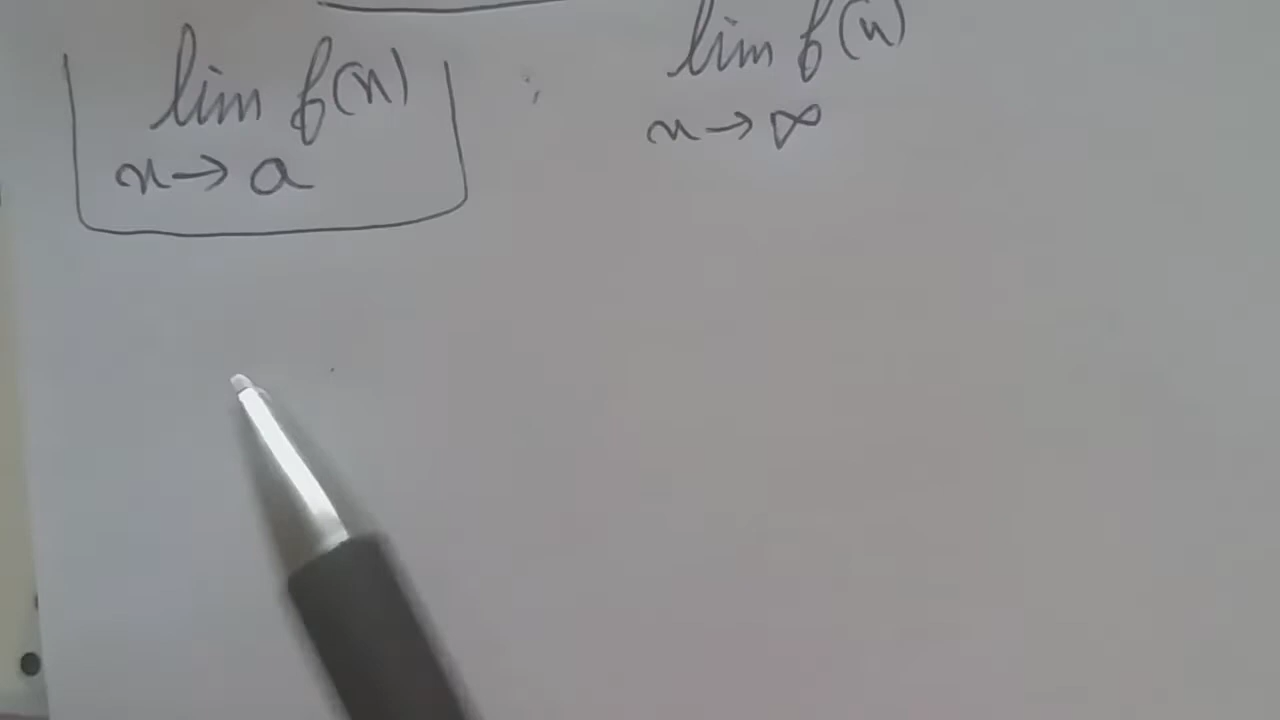 lim f(x) ; lim f(x)
x → a x → ∞